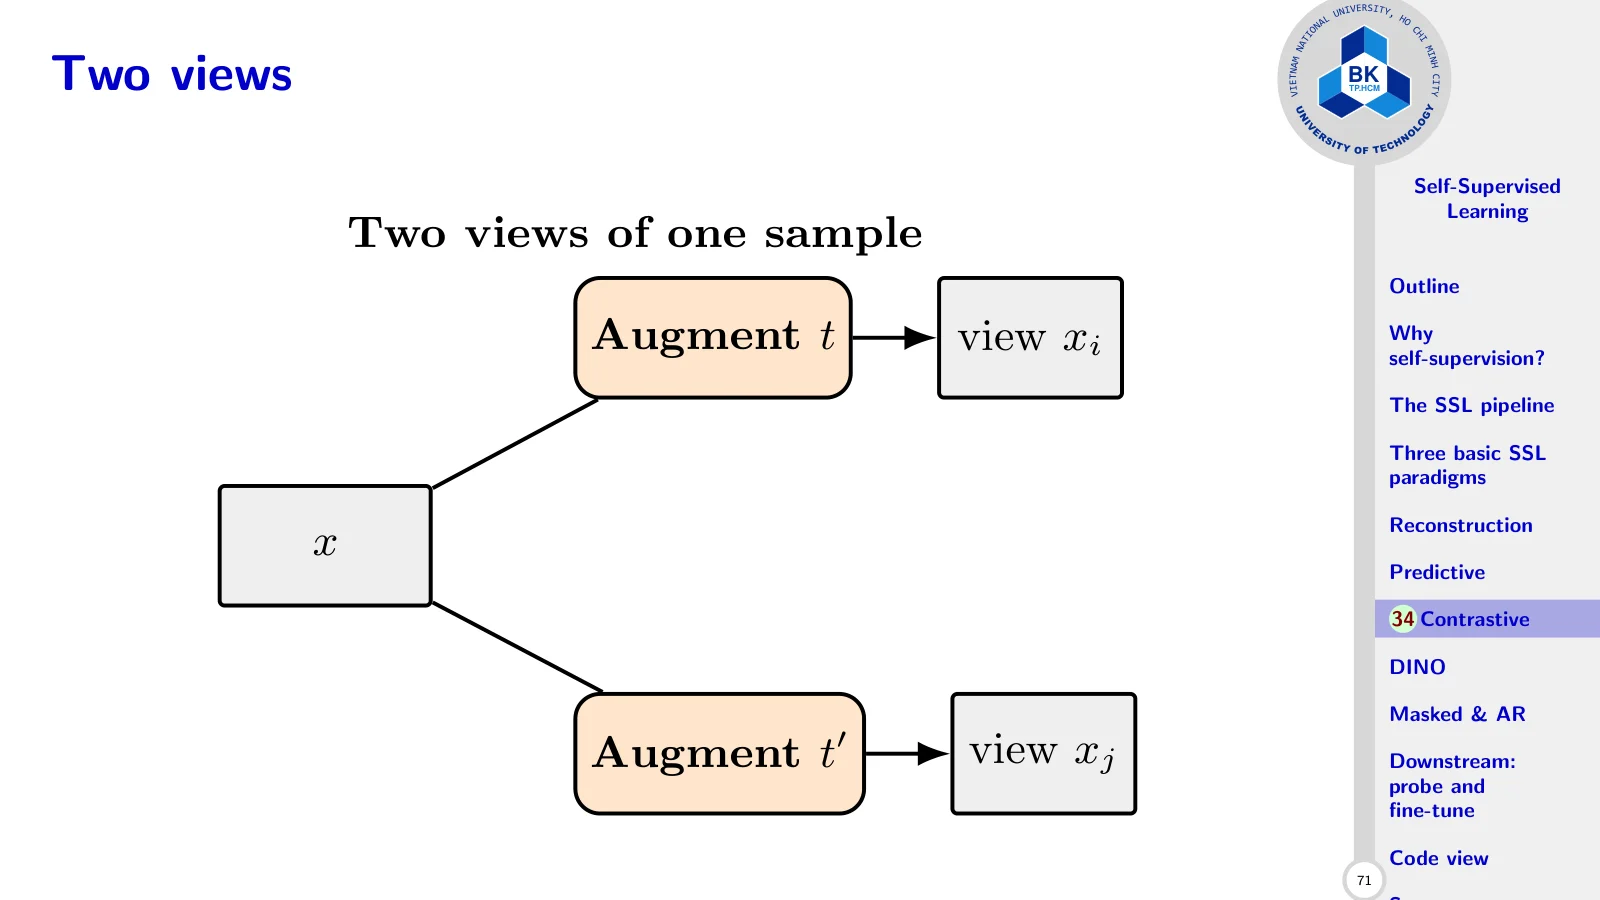 Two views
Two views of one sample
Augment t
view x_i
x
Augment t′
view x_j
VIETNAM NATIONAL UNIVERSITY, HO CHI MINH CITY
BK
TP.HCM
UNIVERSITY OF TECHNOLOGY
Self-Supervised
Learning
Outline
Why
self-supervision?
The SSL pipeline
Three basic SSL
paradigms
Reconstruction
Predictive
34 Contrastive
DINO
Masked & AR
Downstream:
probe and
fine-tune
Code view
71